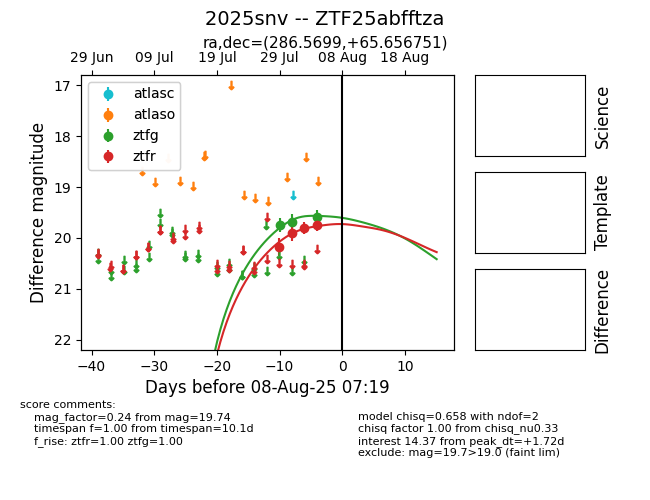 2025snv -- ZTF25abfftza
ra,dec=(286.5699,+65.656751)
29 Jun 09 Jul 19 Jul 29 Jul 08 Aug 18 Aug
atlasc
atlaso
ztfg
ztfr
17
18
19
20
21
22
Difference magnitude
−40 −30 −20 −10 0 10
Days before 08-Aug-25 07:19
Science
Template
Difference
score comments:
mag_factor=0.24 from mag=19.74
timespan f=1.00 from timespan=10.1d
f_rise: ztfr=1.00 ztfg=1.00
model chisq=0.658 with ndof=2
chisq factor 1.00 from chisq_nu0.33
interest 14.37 from peak_dt=+1.72d
exclude: mag=19.7>19.0 (faint lim)